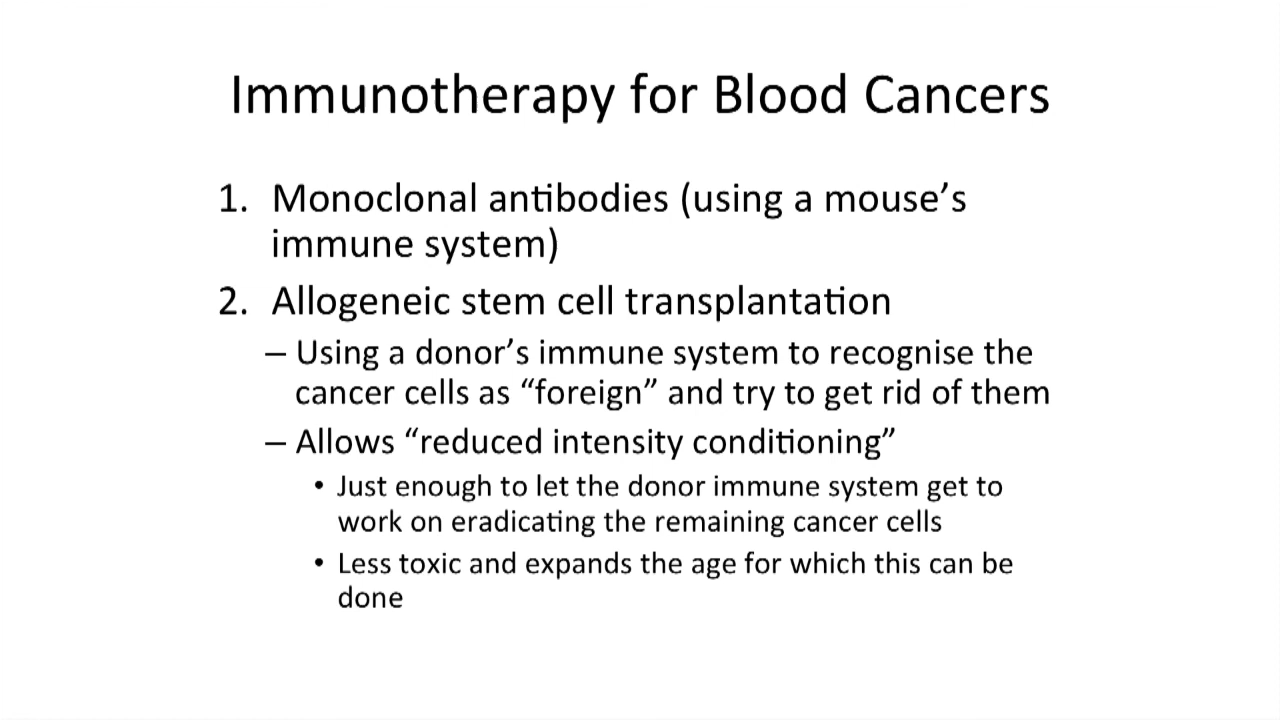 Immunotherapy for Blood Cancers
1. Monoclonal antibodies (using a mouse’s
immune system)
2. Allogeneic stem cell transplantation
– Using a donor’s immune system to recognise the
cancer cells as “foreign” and try to get rid of them
– Allows “reduced intensity conditioning”
• Just enough to let the donor immune system get to
work on eradicating the remaining cancer cells
• Less toxic and expands the age for which this can be
done